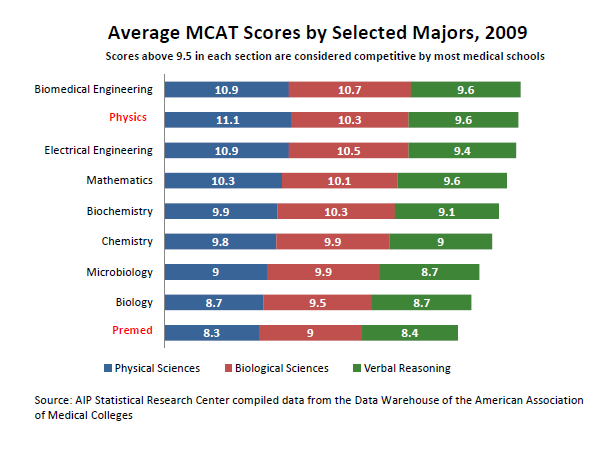 Average MCAT Scores by Selected Majors, 2009
Scores above 9.5 in each section are considered competitive by most medical schools
Biomedical Engineering 10.9 10.7 9.6
Physics 11.1 10.3 9.6
Electrical Engineering 10.9 10.5 9.4
Mathematics 10.3 10.1 9.6
Biochemistry 9.9 10.3 9.1
Chemistry 9.8 9.9 9
Microbiology 9 9.9 8.7
Biology 8.7 9.5 8.7
Premed 8.3 9 8.4
Physical Sciences Biological Sciences Verbal Reasoning
Source: AIP Statistical Research Center compiled data from the Data Warehouse of the American Association
of Medical Colleges